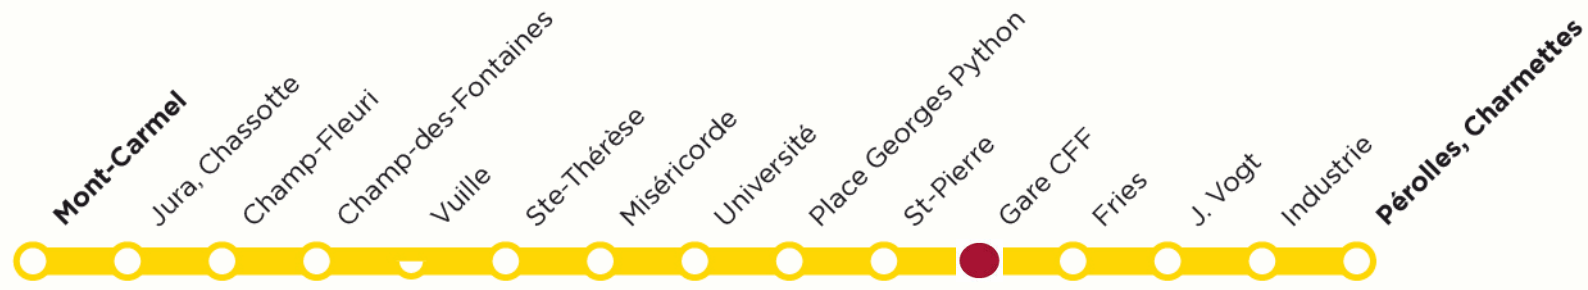 Mont-Carmel
Jura, Chassotte
Champ-Fleuri
Champ-des-Fontaines
Vuille
Ste-Thérèse
Miséricorde
Université
Place Georges Python
St-Pierre
Gare CFF
Fries
J. Vogt
Industrie
Pérolles, Charmettes